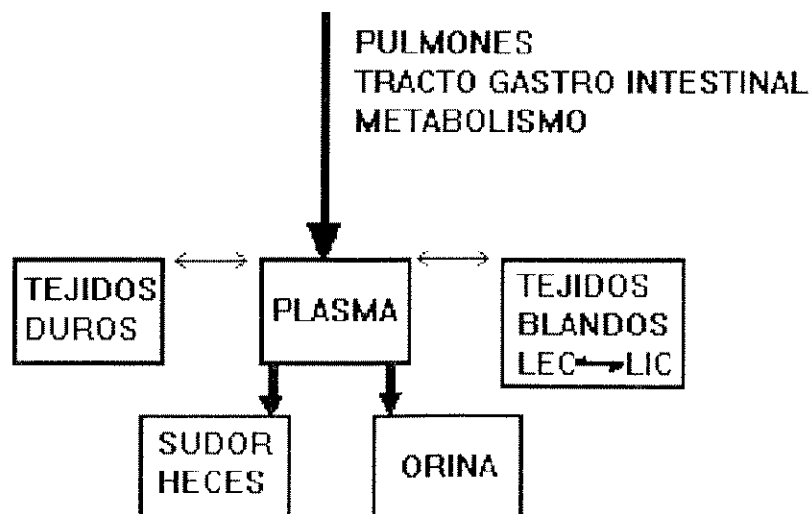 PULMONES
TRACTO GASTRO INTESTINAL
METABOLISMO
TEJIDOS
DUROS
PLASMA
TEJIDOS
BLANDOS
LEC LIC
SUDOR
HECES
ORINA